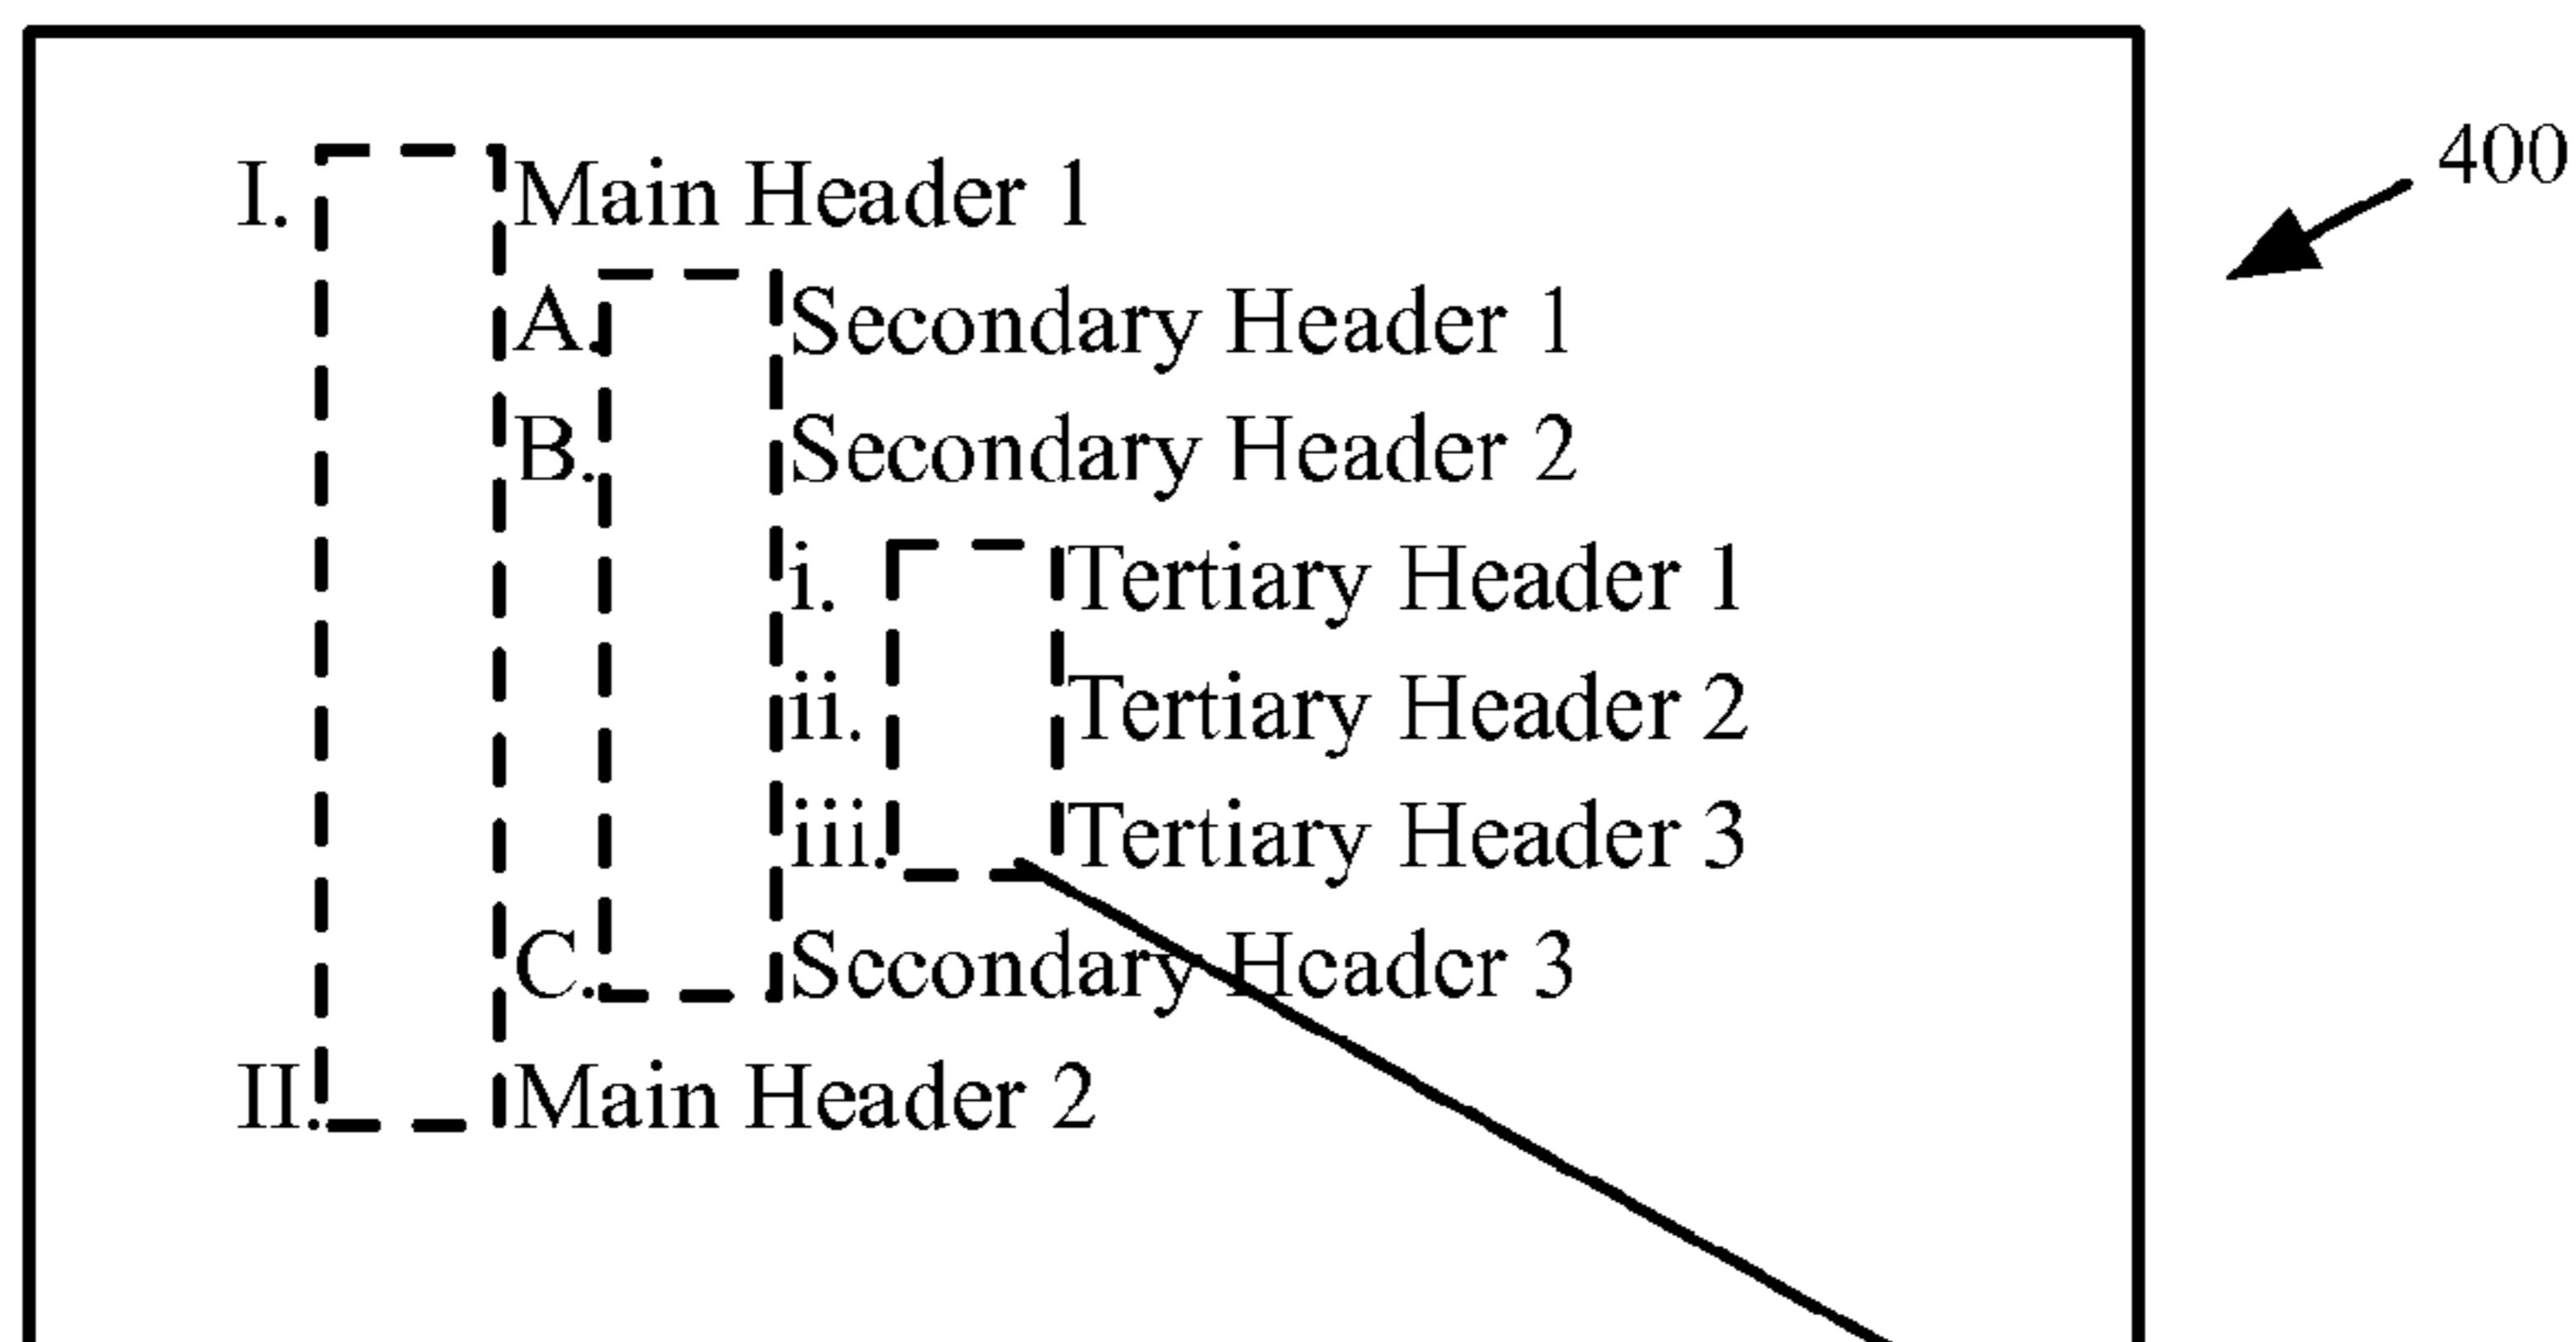 I. Main Header 1
400
A. Secondary Header 1
B. Secondary Header 2
i. Tertiary Header 1
ii. Tertiary Header 2
iii. Tertiary Header 3
C. Secondary Header 3
II. Main Header 2